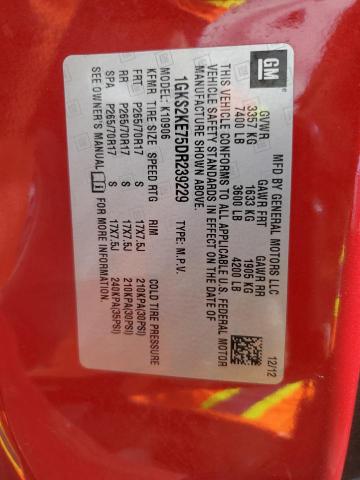 GM
MFD BY GENERAL MOTORS LLC 12/12
GVWR GAWR FRT GAWR RR
3357 KG 1633 KG 1905 KG
7400 LB 3600 LB 4200 LB
THIS VEHICLE CONFORMS TO ALL APPLICABLE U.S. FEDERAL MOTOR
VEHICLE SAFETY STANDARDS IN EFFECT ON THE DATE OF
MANUFACTURE SHOWN ABOVE.
1GKS2KE75DR239229 TYPE: M.P.V.
MODEL: K10906
KFMR TIRE SIZE SPEED RTG RIM COLD TIRE PRESSURE
FRT P265/70R17 S 17X7.5J 210KPA(30PSI)
RR P265/70R17 S 17X7.5J 210KPA(30PSI)
SP P265/70R17 S 17X7.5J 240KPA(35PSI)
SEE OWNER'S MANUAL FOR MORE INFORMATION.